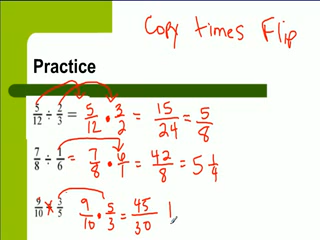 Copy times Flip
Practice
5/12 ÷ 2/3 = 5/12 · 3/2 = 15/24 = 5/8
7/8 ÷ 1/6 = 7/8 · 6/1 = 42/8 = 5 1/4
9/10 × 3/5 9/10 · 5/3 = 45/30 1